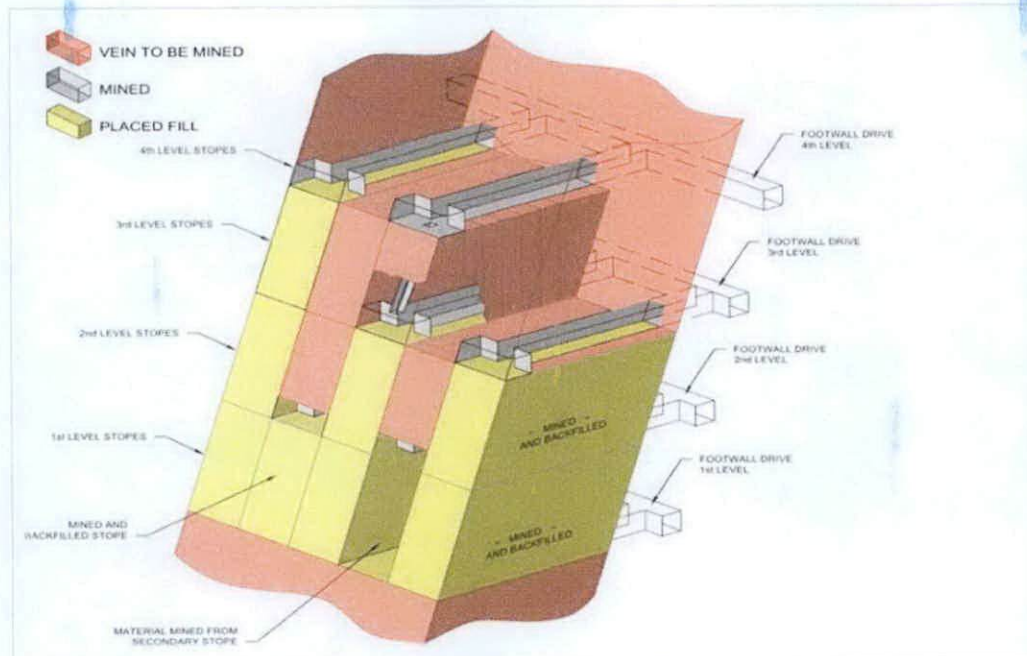 VEIN TO BE MINED
MINED
PLACED FILL
4th LEVEL STOPES
3rd LEVEL STOPES
2nd LEVEL STOPES
1st LEVEL STOPES
MINED AND
BACKFILLED STOPE
MATERIAL MINED FROM
SECONDARY STOPE
FOOTWALL DRIVE
4th LEVEL
FOOTWALL DRIVE
3rd LEVEL
FOOTWALL DRIVE
2nd LEVEL
FOOTWALL DRIVE
1st LEVEL
- MINED -
AND BACKFILLED
- MINED -
AND BACKFILLED